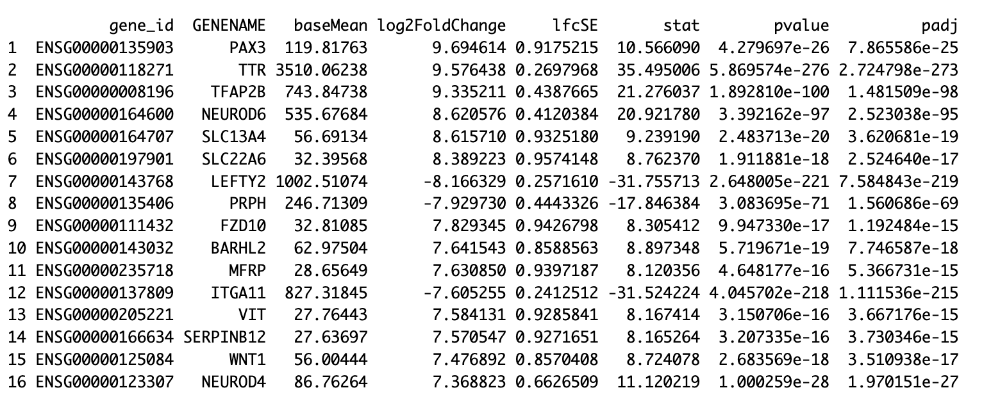 gene_id GENENAME baseMean log2FoldChange lfcSE stat pvalue padj
1 ENSG00000135903 PAX3 119.81763 9.694614 0.9175215 10.566090 4.279697e-26 7.865586e-25
2 ENSG00000118271 TTR 3510.06238 9.576438 0.2697968 35.495006 5.869574e-276 2.724798e-273
3 ENSG00000008196 TFAP2B 743.84738 9.335211 0.4387665 21.276037 1.892810e-100 1.481509e-98
4 ENSG00000164600 NEUROD6 535.67684 8.620576 0.4120384 20.921780 3.392162e-97 2.523038e-95
5 ENSG00000164707 SLC13A4 56.69134 8.615710 0.9325180 9.239190 2.483713e-20 3.620681e-19
6 ENSG00000197901 SLC22A6 32.39568 8.389223 0.9574148 8.762370 1.911881e-18 2.524640e-17
7 ENSG00000143768 LEFTY2 1002.51074 -8.166329 0.2571610 -31.755713 2.648005e-221 7.584843e-219
8 ENSG00000135406 PRPH 246.71309 -7.929730 0.4443326 -17.846384 3.083695e-71 1.560686e-69
9 ENSG00000111432 FZD10 32.81085 7.829345 0.9426798 8.305412 9.947330e-17 1.192484e-15
10 ENSG00000143032 BARHL2 62.97504 7.641543 0.8588563 8.897348 5.719671e-19 7.746587e-18
11 ENSG00000235718 MFRP 28.65649 7.630850 0.9397187 8.120356 4.648177e-16 5.366731e-15
12 ENSG00000137809 ITGA11 827.31845 -7.605255 0.2412512 -31.524224 4.045702e-218 1.111536e-215
13 ENSG00000205221 VIT 27.76443 7.584131 0.9285841 8.167414 3.150706e-16 3.667176e-15
14 ENSG00000166634 SERPINB12 27.63697 7.570547 0.9271651 8.165264 3.207335e-16 3.730346e-15
15 ENSG00000125084 WNT1 56.00444 7.476892 0.8570408 8.724078 2.683569e-18 3.510938e-17
16 ENSG00000123307 NEUROD4 86.76264 7.368823 0.6626509 11.120219 1.000259e-28 1.970151e-27